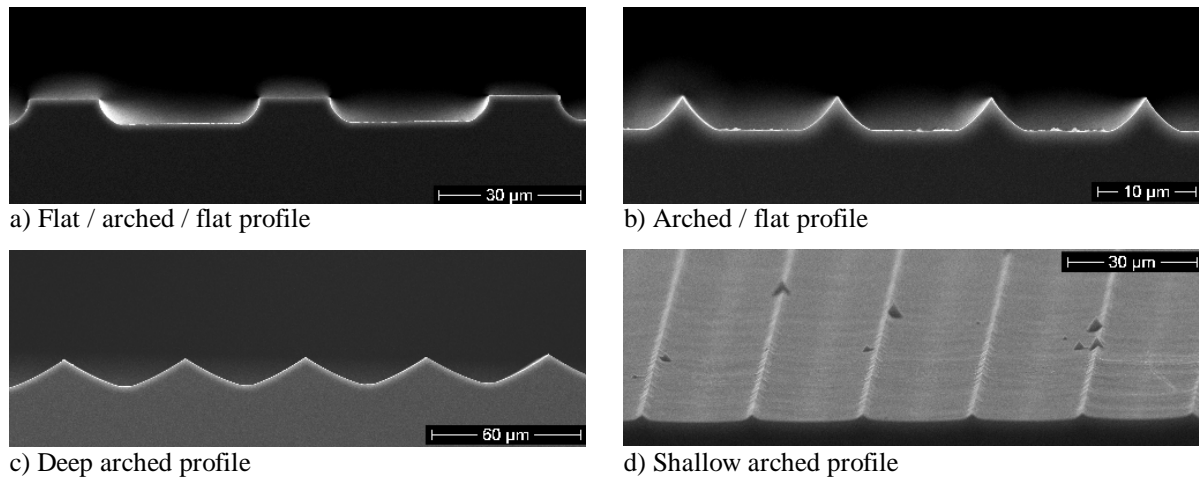 30 µm
10 µm
a) Flat / arched / flat profile
b) Arched / flat profile
30 µm
60 µm
c) Deep arched profile
d) Shallow arched profile